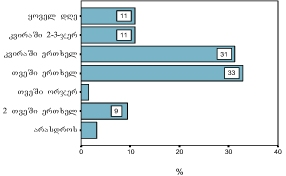 ყოველ დღე 11
კვირაში 2-3-ჯერ 11
კვირაში ერთხელ 31
თვეში ერთხელ 33
თვეში ორჯერ
2 თვეში ერთხელ 9
არასდროს
0 10 20 30 40
%